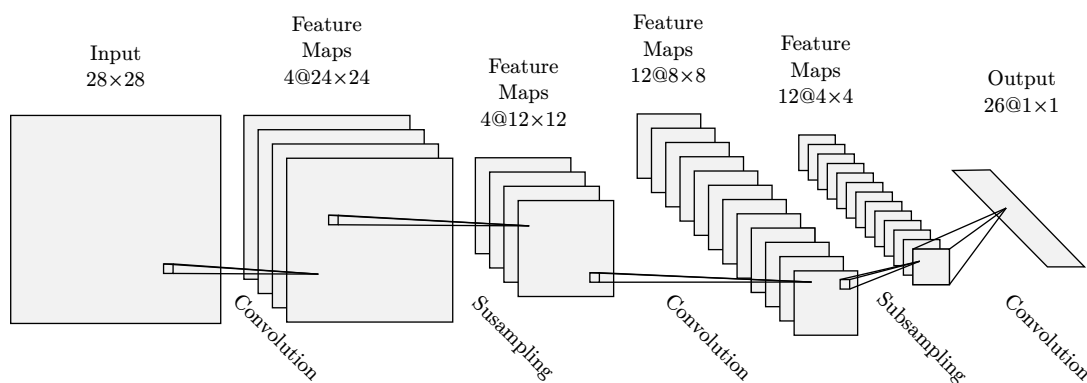 Input
28×28
Feature
Maps
4@24×24
Feature
Maps
4@12×12
Feature
Maps
12@8×8
Feature
Maps
12@4×4
Output
26@1×1
Convolution
Susampling
Convolution
Subsampling
Convolution